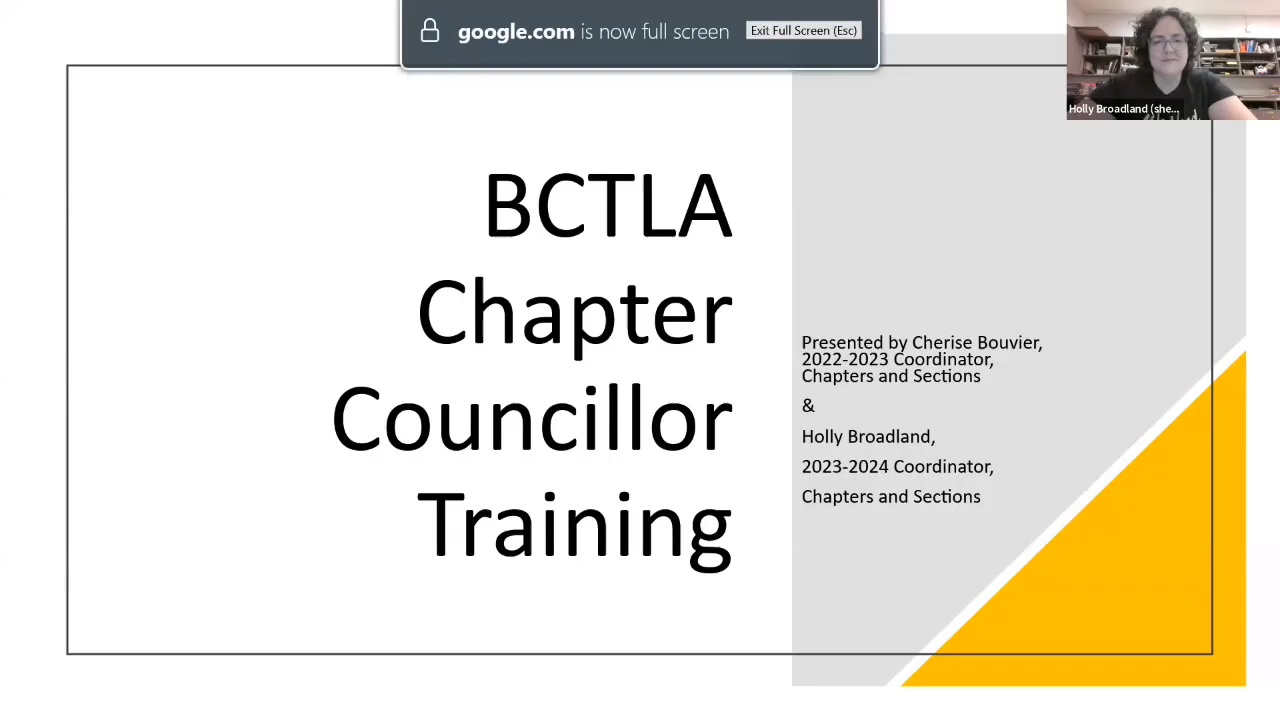 google.com is now full screen Exit Full Screen (Esc)
Holly Broadland (she...
BCTLA
Chapter
Councillor
Training
Presented by Cherise Bouvier,
2022-2023 Coordinator,
Chapters and Sections
&
Holly Broadland,
2023-2024 Coordinator,
Chapters and Sections